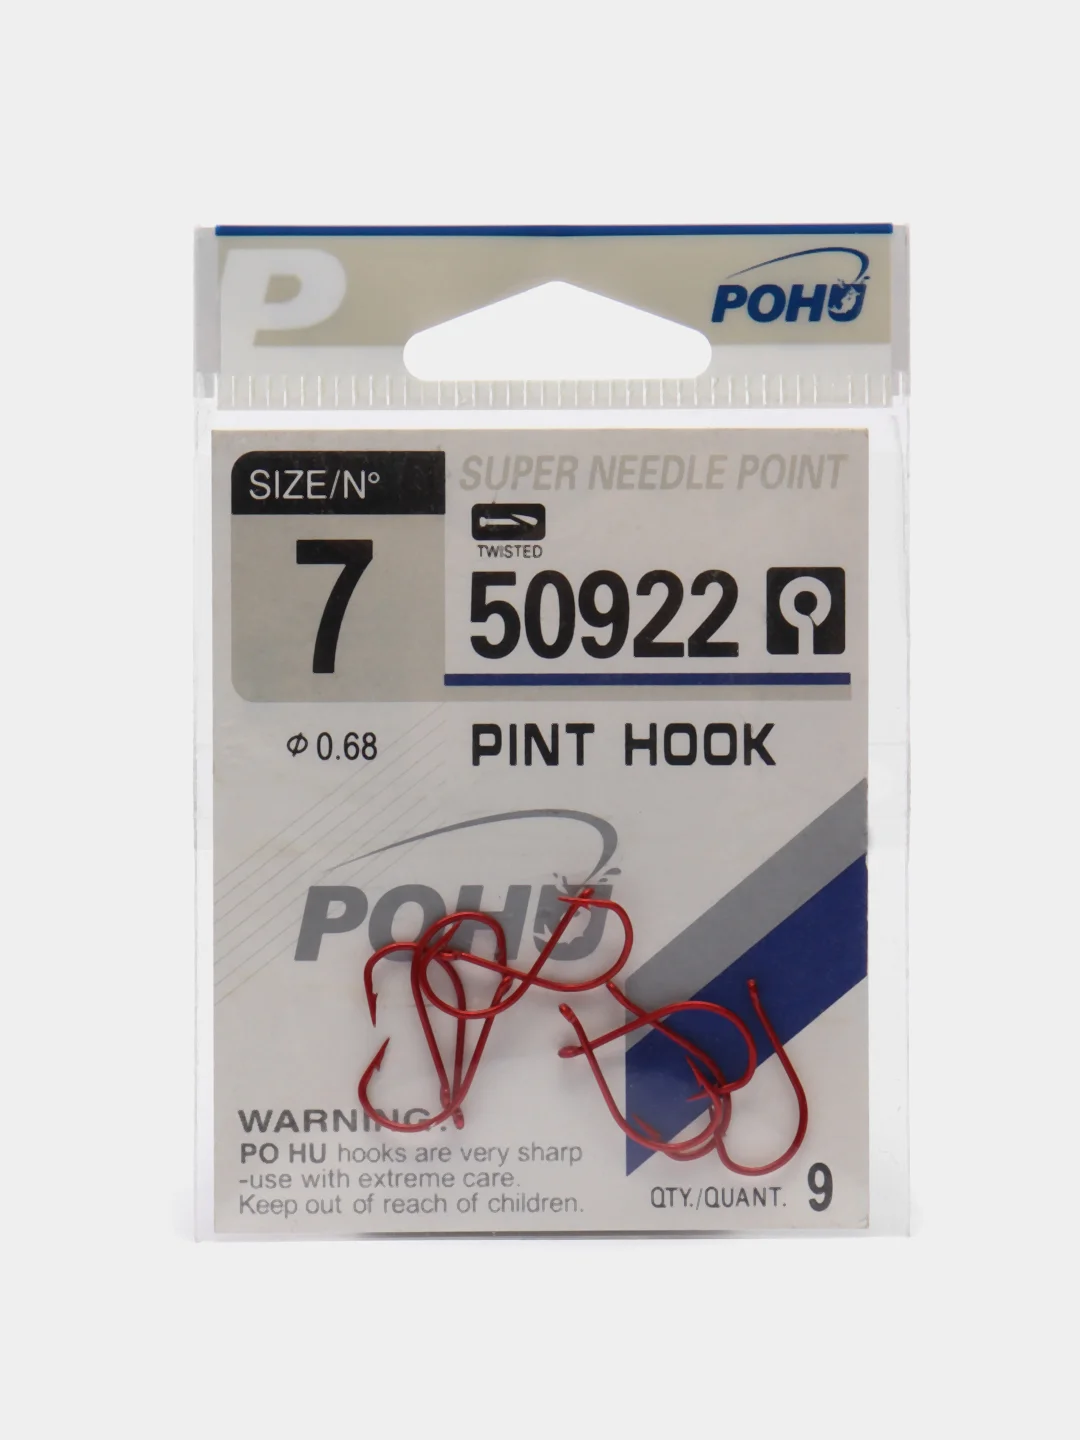 P
POHU
SIZE/Nº
SUPER NEEDLE POINT
TWISTED
7
50922
Φ 0.68
PINT HOOK
POHU
WARNING:
PO HU hooks are very sharp
-use with extreme care.
Keep out of reach of children.
QTY./QUANT. 9